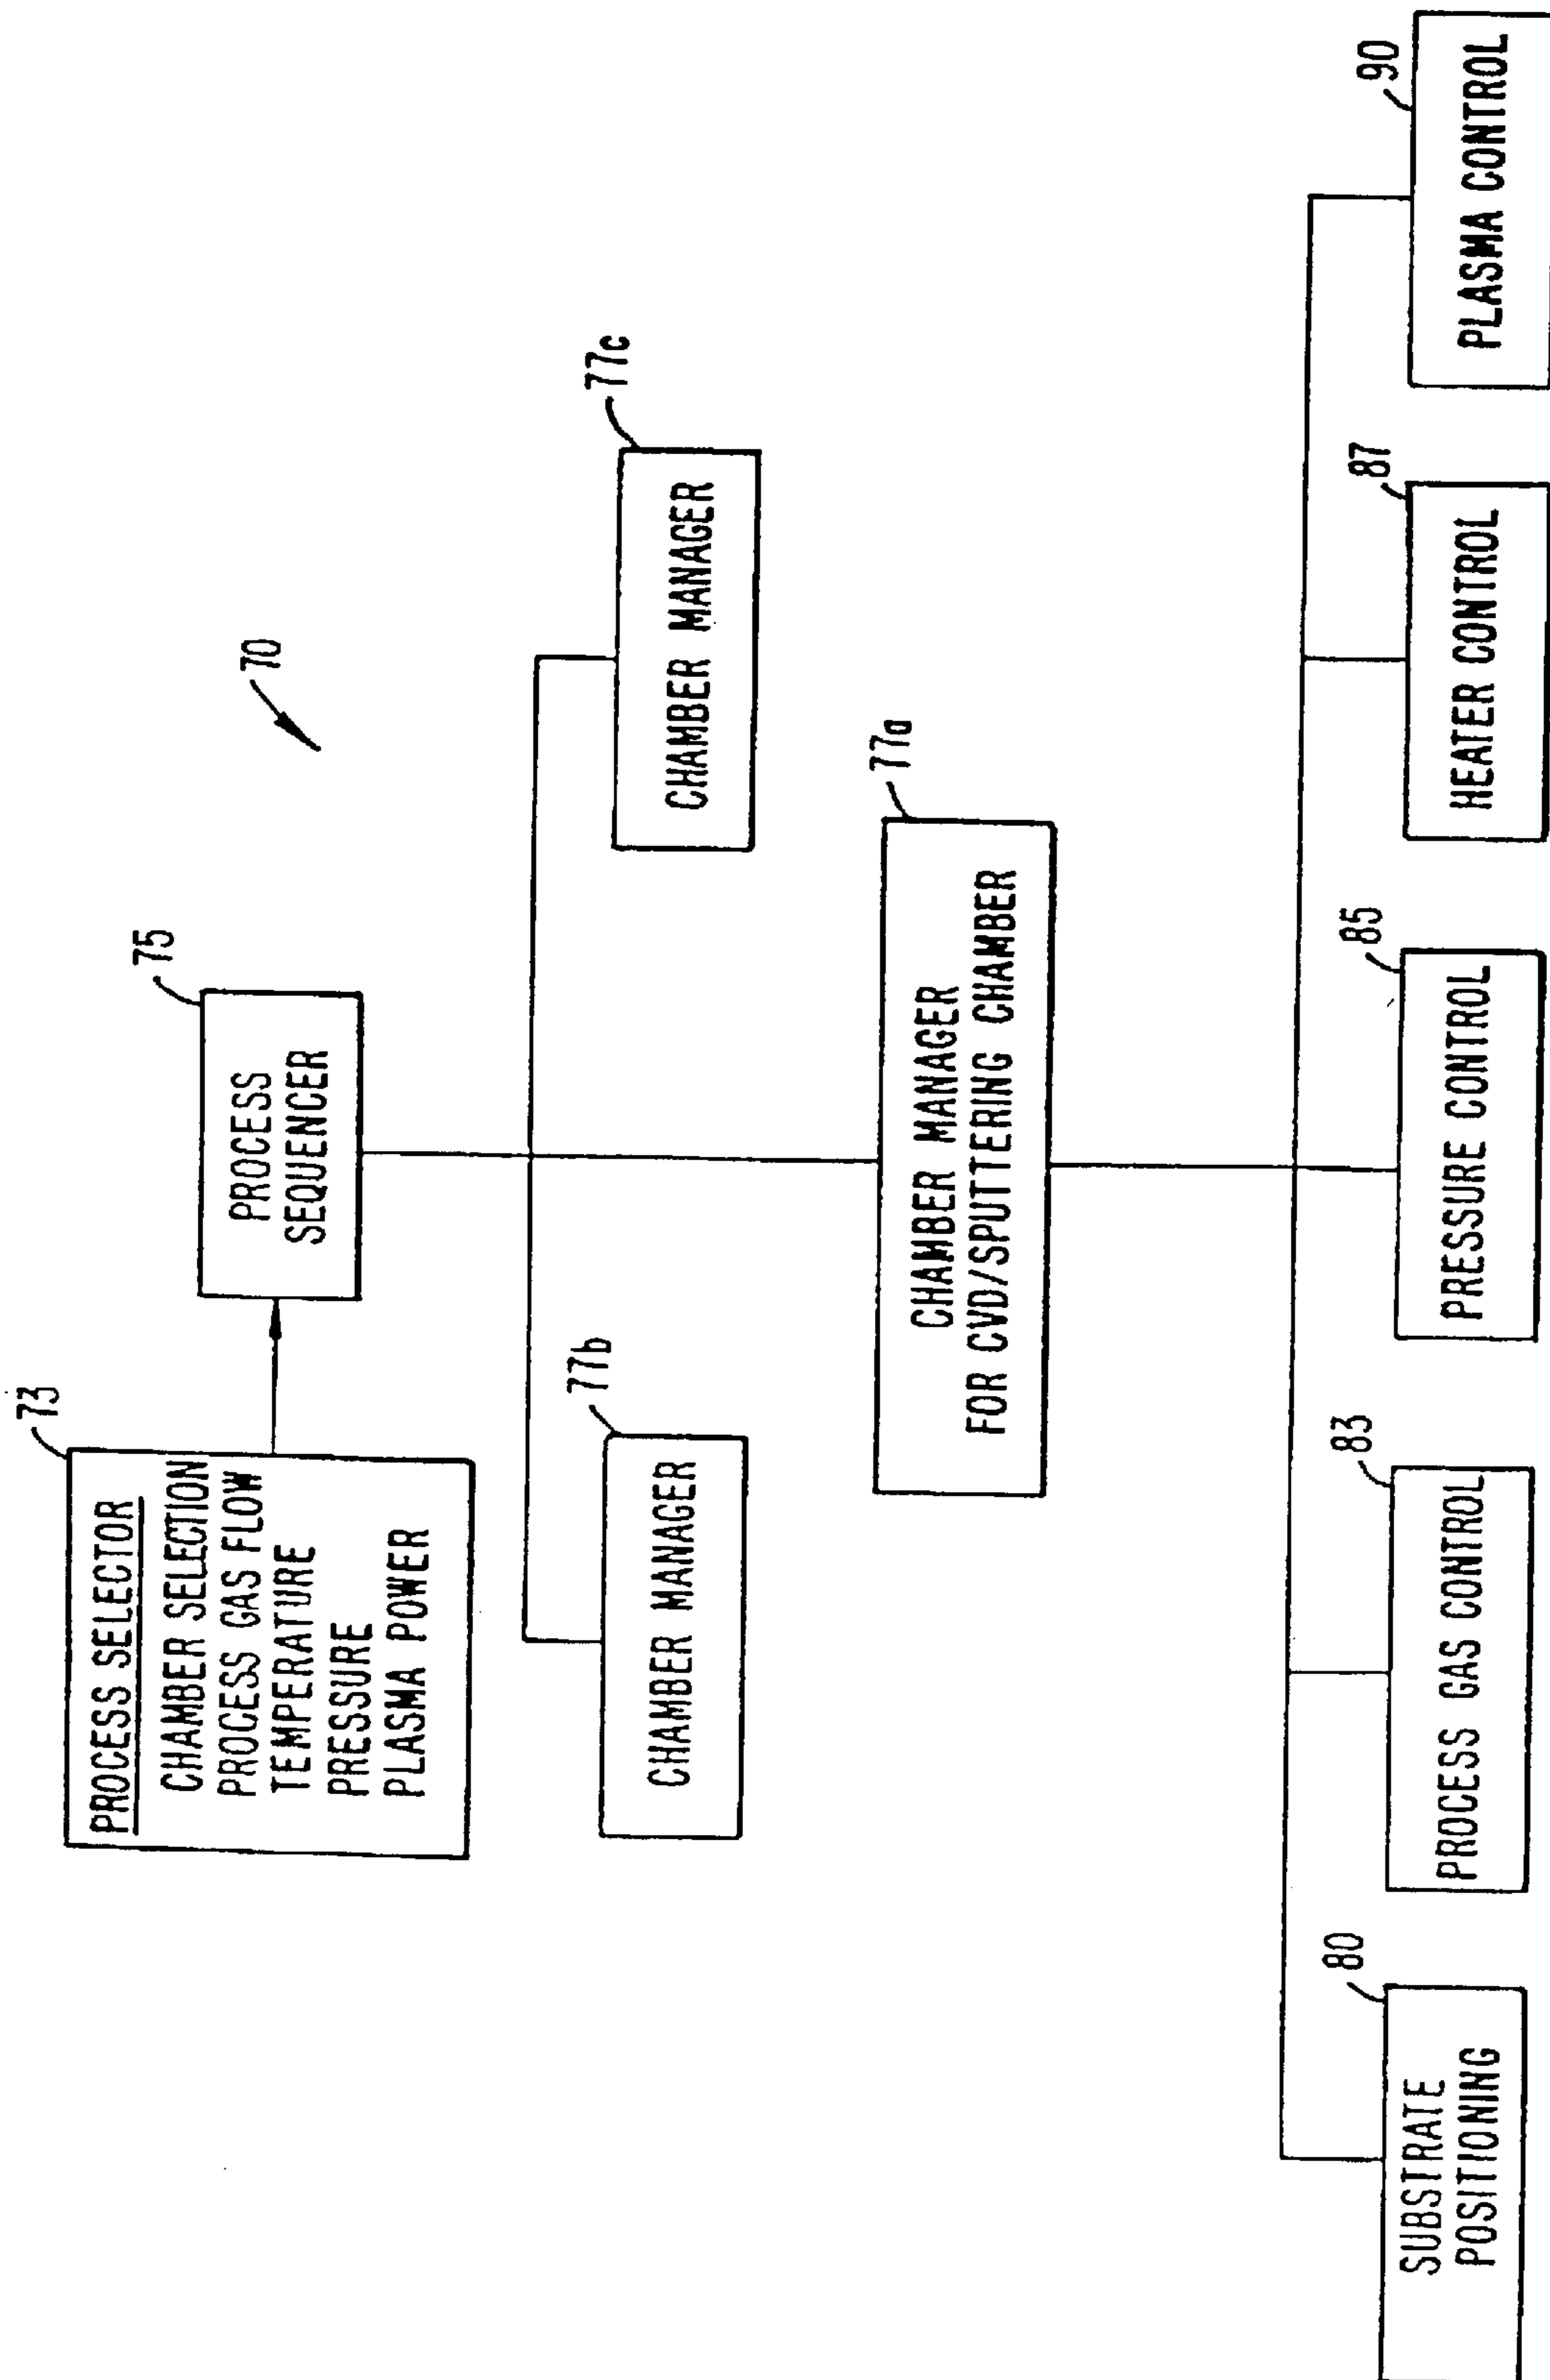 70
73
PROCESS SELECTOR
CHAMBER SELECTION
PROCESS GAS FLOW
TEMPERATURE
PRESSURE
PLASMA POWER
75
PROCESS
SEQUENCER
77b
CHAMBER MANAGER
77c
CHAMBER MANAGER
77a
CHAMBER MANAGER
FOR CVD/SPUTTERING CHAMBER
80
SUBSTRATE
POSITIONING
83
PROCESS GAS CONTROL
85
PRESSURE CONTROL
87
HEATER CONTROL
90
PLASMA CONTROL